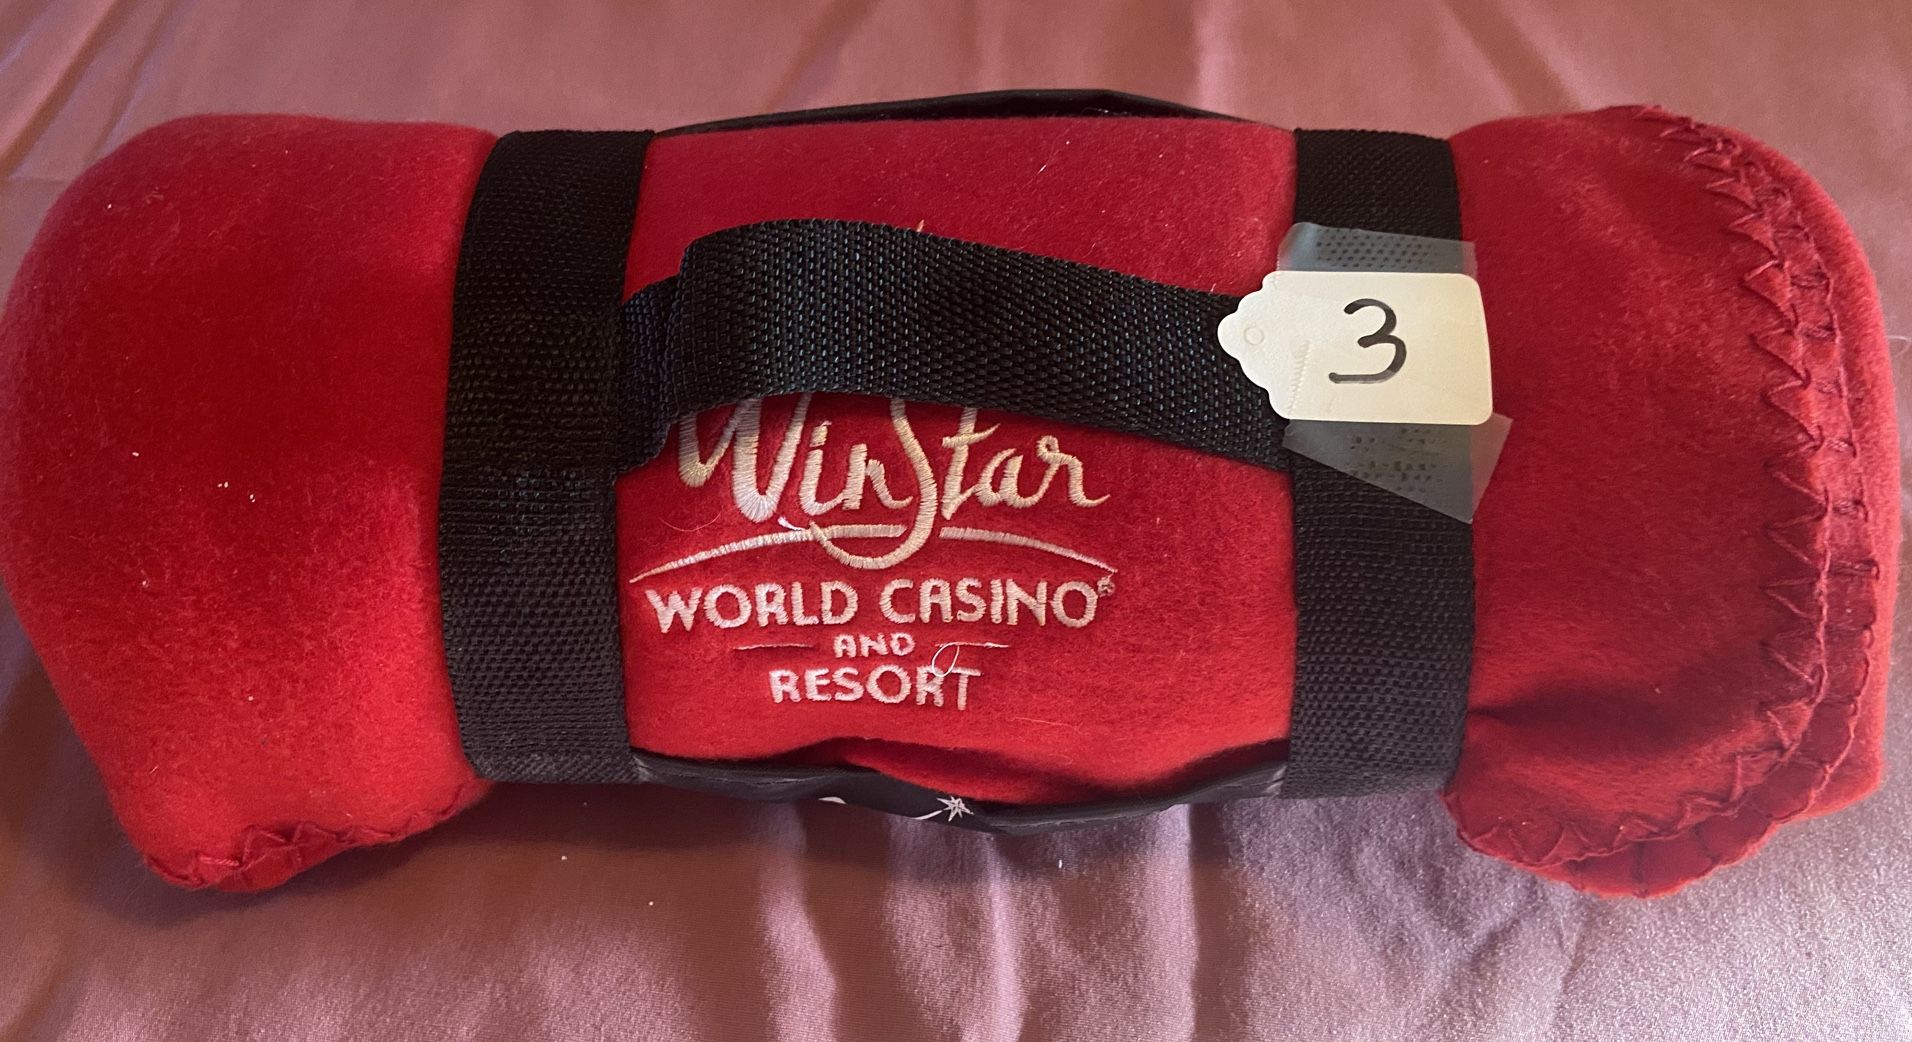 3
WinStar
WORLD CASINO®
AND
RESORT